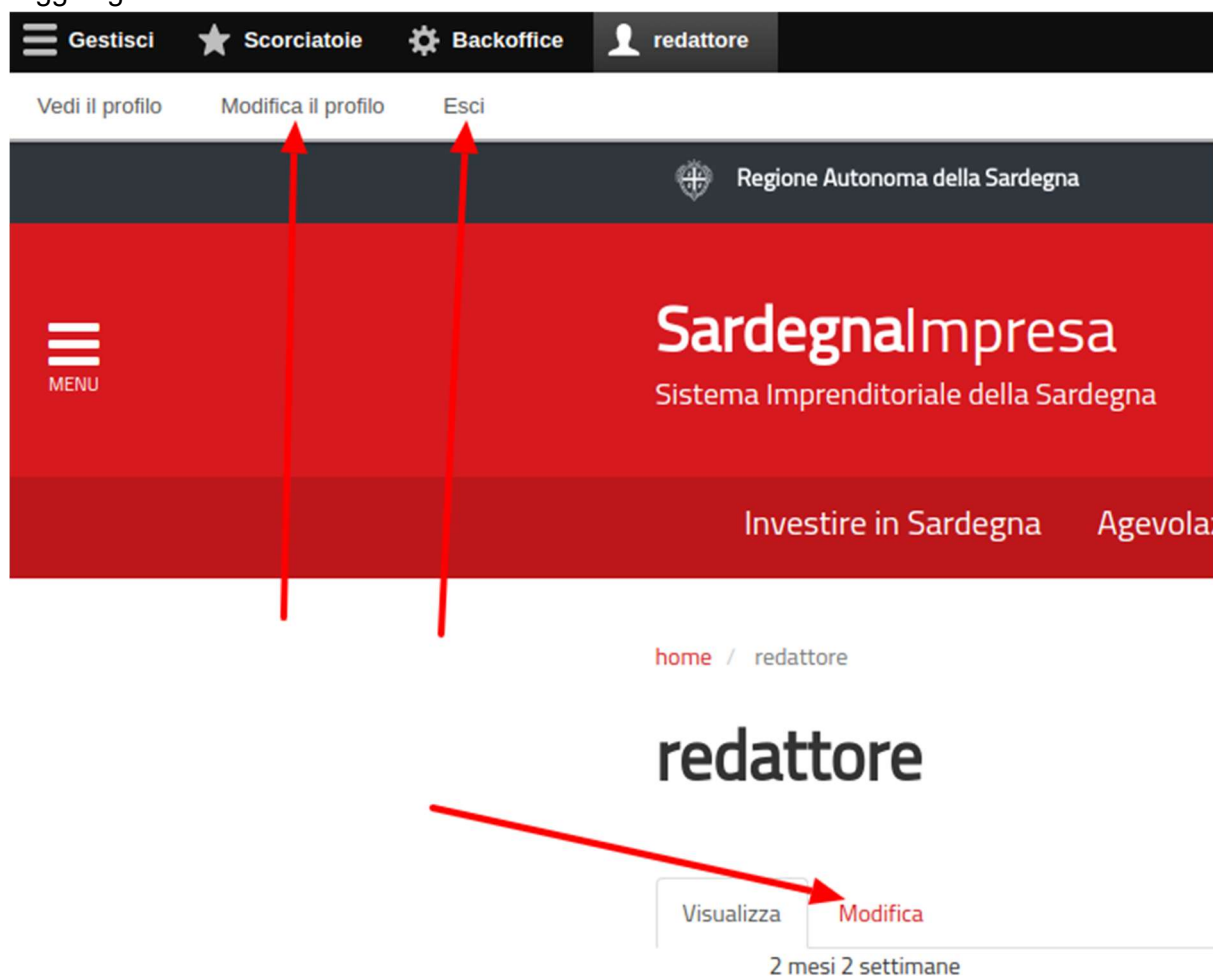 Gestisci Scorciatoie Backoffice redattore
Vedi il profilo Modifica il profilo Esci
Regione Autonoma della Sardegna
SardegnaImpresa
MENU
Sistema Imprenditoriale della Sardegna
Investire in Sardegna
home / redattore
redattore
Visualizza Modifica
2 mesi 2 settimane